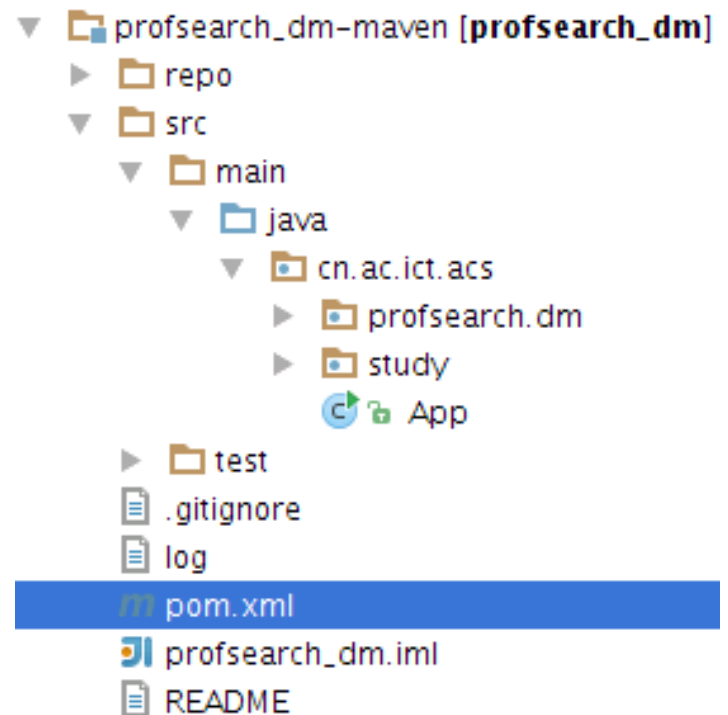 profsearch_dm-maven [profsearch_dm]
repo
src
main
java
cn.ac.ict.acs
profsearch.dm
study
C App
test
.gitignore
log
m pom.xml
profsearch_dm.iml
README